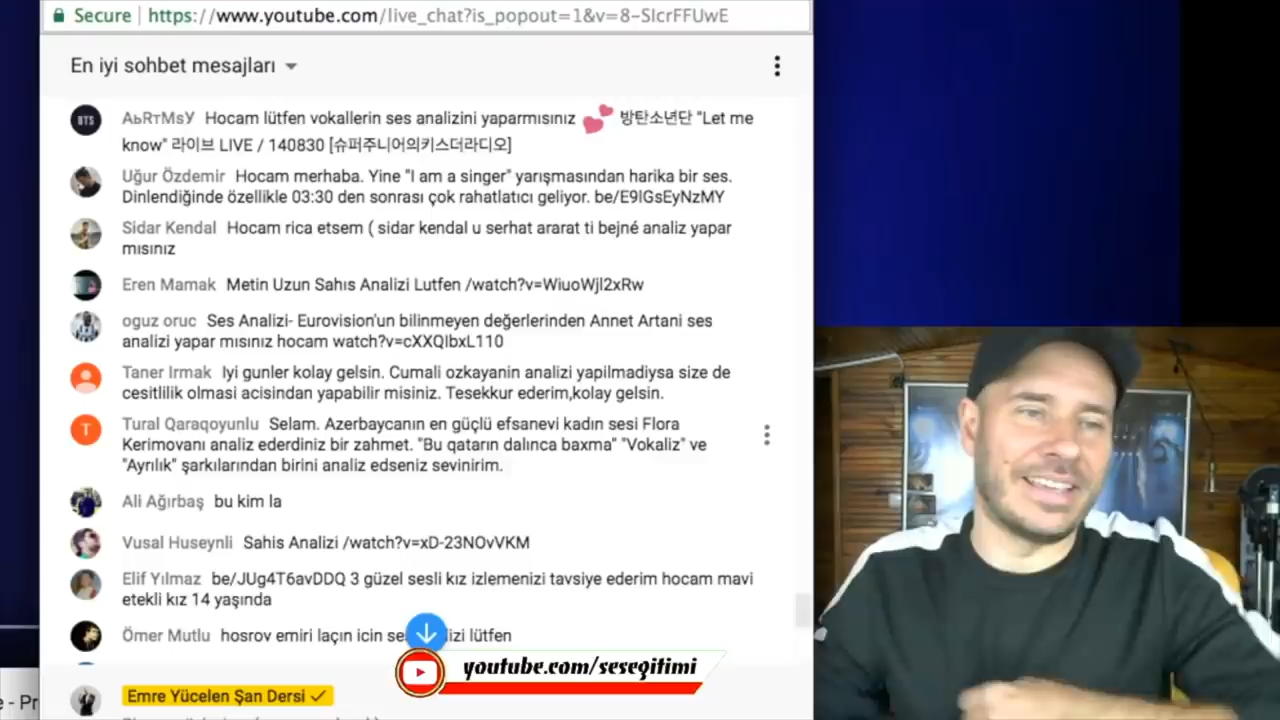 Secure https://www.youtube.com/live_chat?is_popout=1&v=8-SIcrFFUwE
En iyi sohbet mesajları
BTS
AьRтMsУ Hocam lütfen vokallerin ses analizini yaparmısınız 💕 방탄소년단 "Let me
know" 라이브 LIVE / 140830 [슈퍼주니어의키스더라디오]
Uğur Özdemir Hocam merhaba. Yine "I am a singer" yarışmasından harika bir ses.
Dinlendiğinde özellikle 03:30 den sonrası çok rahatlatıcı geliyor. be/E9IGsEyNzMY
Sidar Kendal Hocam rica etsem ( sidar kendal u serhat ararat ti bejné analiz yapar
mısınız
Eren Mamak Metin Uzun Sahıs Analizi Lutfen /watch?v=WiuoWjl2xRw
oguz oruc Ses Analizi- Eurovision'un bilinmeyen değerlerinden Annet Artani ses
analizi yapar mısınız hocam watch?v=cXXQIbxL110
Taner Irmak Iyi gunler kolay gelsin. Cumali ozkayanin analizi yapilmadiysa size de
cesitlilik olmasi acisindan yapabilir misiniz. Tesekkur ederim,kolay gelsin.
T
Tural Qaraqoyunlu Selam. Azerbaycanın en güçlü efsanevi kadın sesi Flora
Kerimovanı analiz ederdiniz bir zahmet. "Bu qatarın dalınca baxma" "Vokaliz" ve
"Ayrılık" şarkılarından birini analiz edseniz sevinirim.
Ali Ağırbaş bu kim la
Vusal Huseynli Sahis Analizi /watch?v=xD-23NOvVKM
Elif Yılmaz be/JUg4T6avDDQ 3 güzel sesli kız izlemenizi tavsiye ederim hocam mavi
etekli kız 14 yaşında
Ömer Mutlu hosrov emiri laçın icin lütfen
youtube.com/sesegitimi
Emre Yücelen Şan Dersi ✓
e - Pr